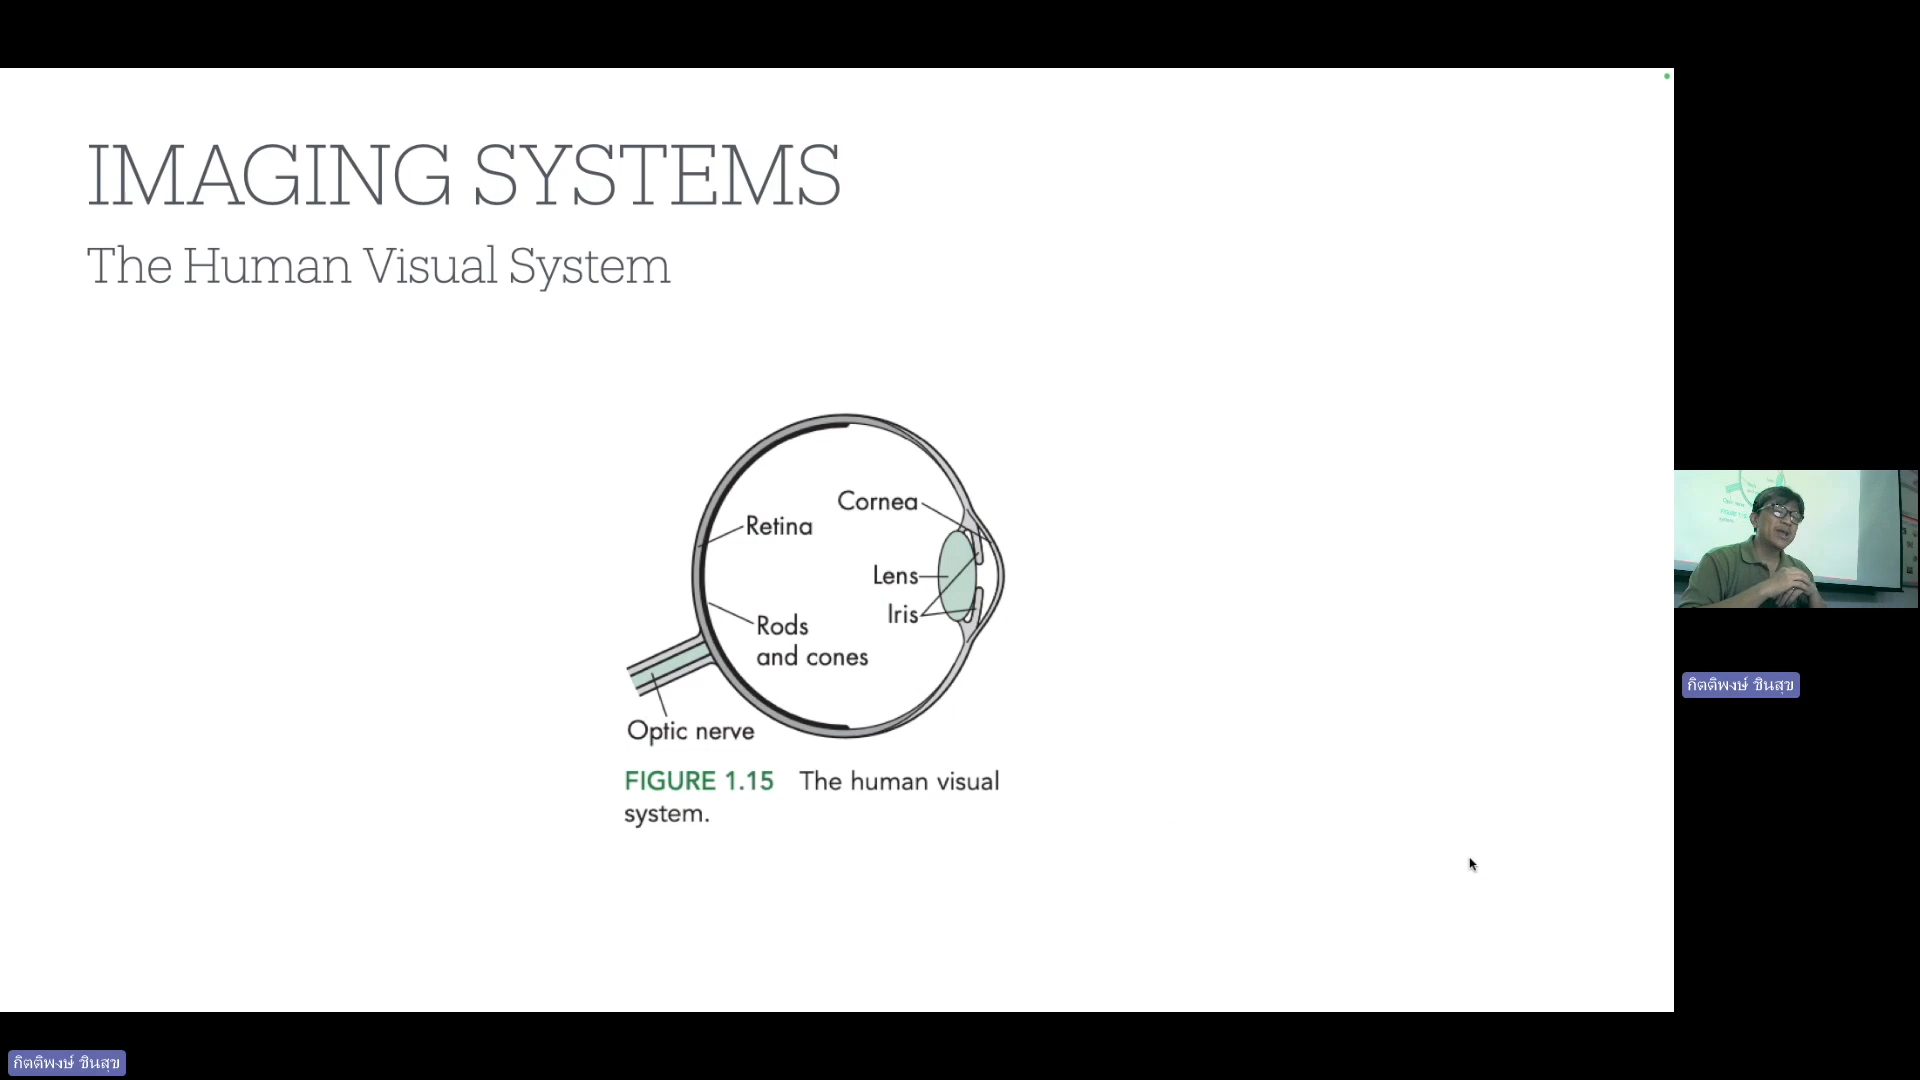 IMAGING SYSTEMS
The Human Visual System
Cornea
Retina
Lens
Iris
Rods
and cones
Optic nerve
FIGURE 1.15 The human visual
system.
กิตติพงษ์ ชินสุข
กิตติพงษ์ ชินสุข